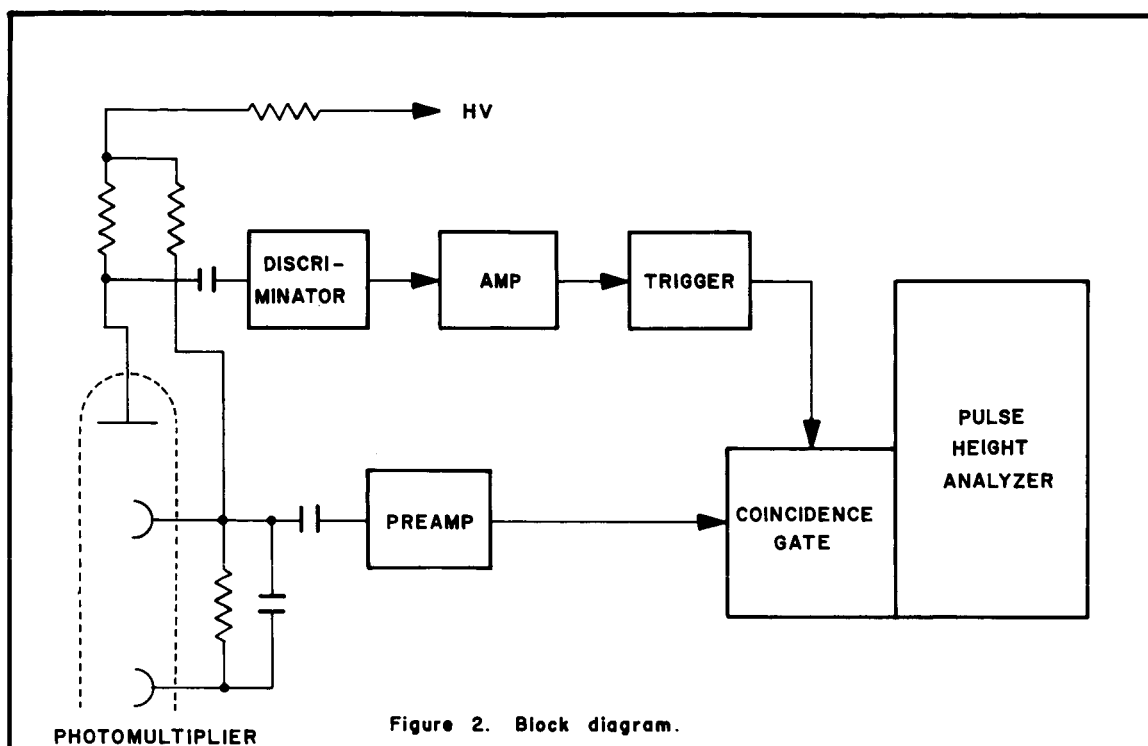 HV
DISCRI-
MINATOR
AMP
TRIGGER
PULSE
HEIGHT
ANALYZER
PREAMP
COINCIDENCE
GATE
PHOTOMULTIPLIER
Figure 2. Block diagram.